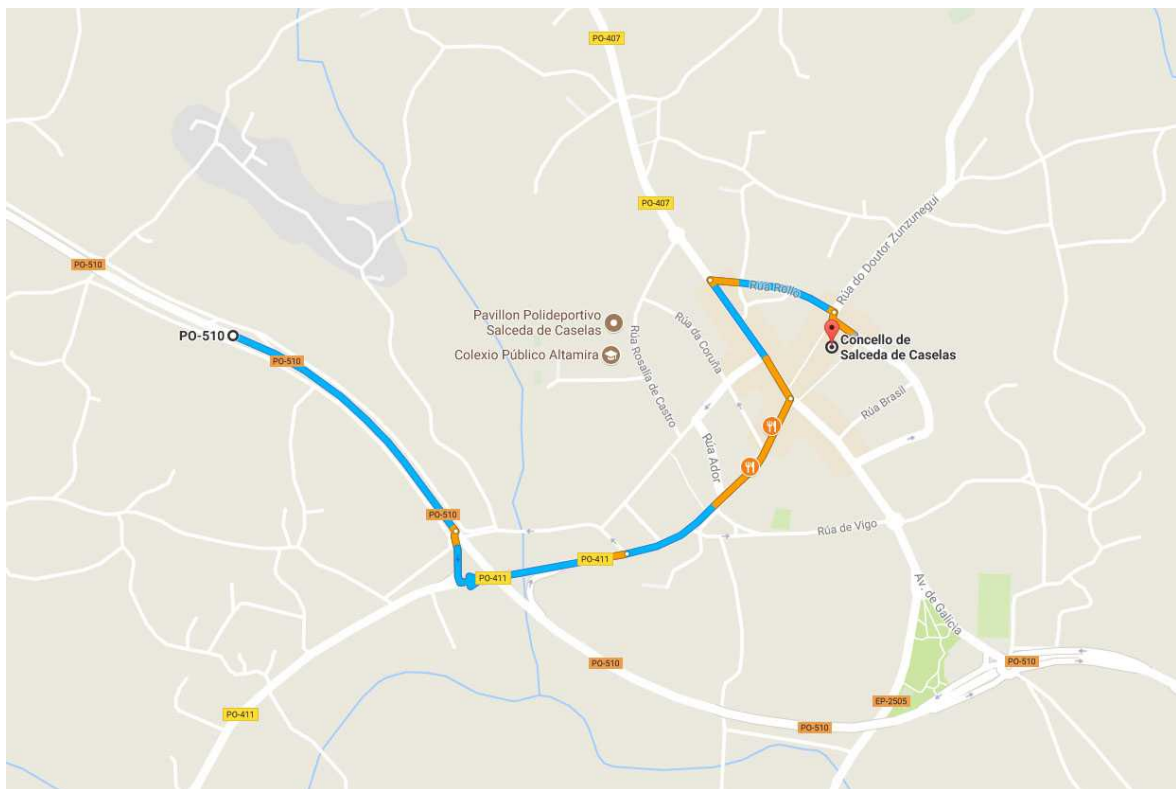 PO-407
PO-407
Rúa do Doutor Zunzunegui
PO-510
Rúa Rollo
Pavillon Polideportivo
Salceda de Caselas
PO-510
Concello de
Salceda de Caselas
Rúa da Coruña
Colexio Público Altamira
PO-510
Rúa Rosalía de Castro
Rúa Brasil
Rúa Ador
PO-510
Rúa de Vigo
PO-411
PO-411
Av. de Galicia
PO-510
PO-510
EP-2505
PO-411
PO-510